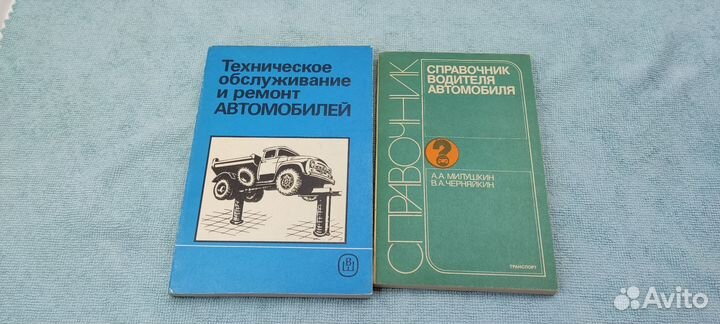 Техническое
обслуживание
и ремонт
АВТОМОБИЛЕЙ
СПРАВОЧНИК
СПРАВОЧНИК
ВОДИТЕЛЯ
АВТОМОБИЛЯ
?
А.А.МИЛУШКИН
В.А.ЧЕРНЯЙКИН
ТРАНСПОРТ
Avito